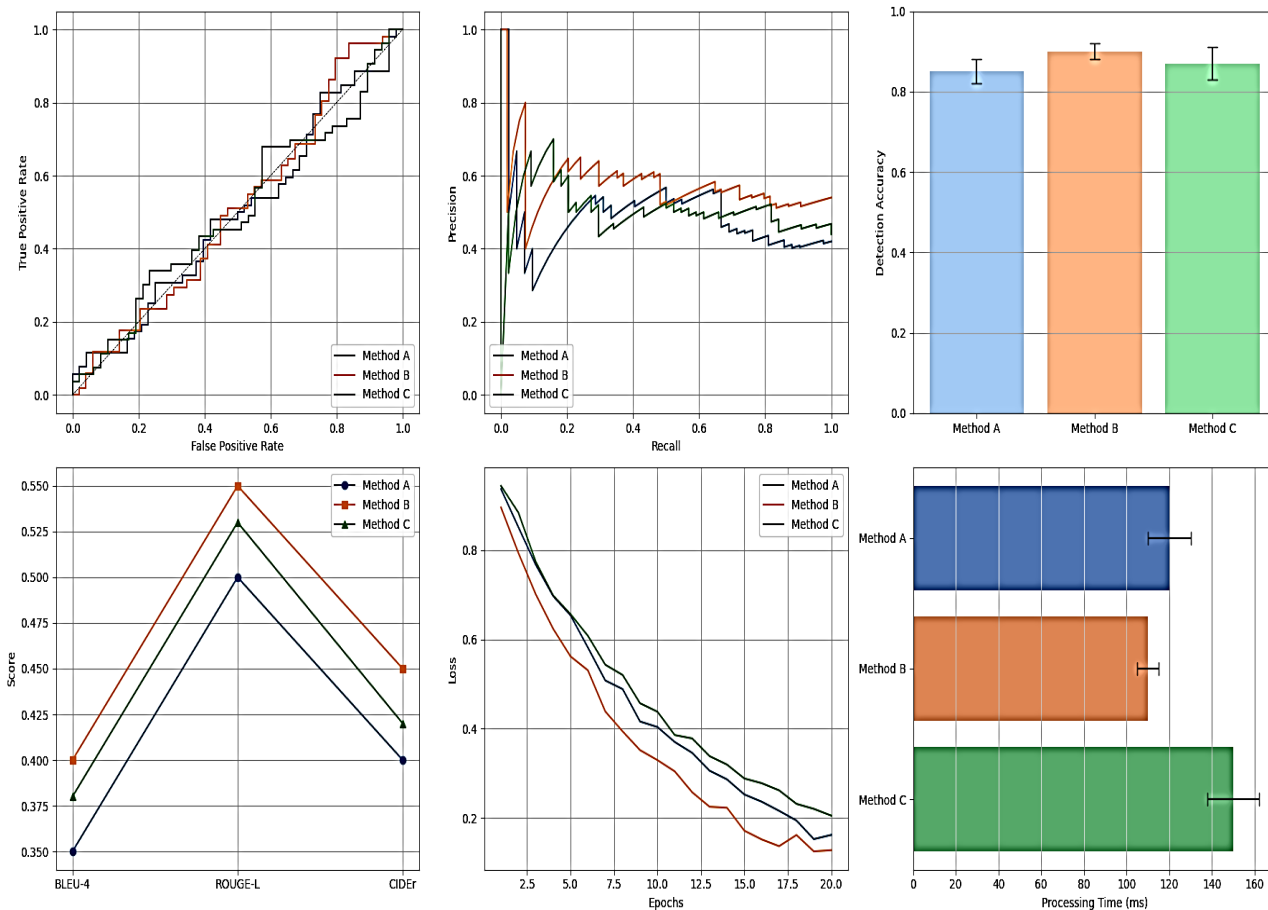 1.0
0.8
0.6
0.4
0.2
0.0
True Positive Rate
Method A
Method B
Method C
0.0 0.2 0.4 0.6 0.8 1.0
False Positive Rate
1.0
0.8
0.6
0.4
0.2
0.0
Precision
Method A
Method B
Method C
0.0 0.2 0.4 0.6 0.8 1.0
Recall
0.8
0.6
0.4
0.2
0.0
Detection Accuracy
Method A Method B Method C
0.550
0.525
0.500
0.475
0.450
0.425
0.400
0.375
0.350
Score
Method A
Method B
Method C
BLEU-4 ROUGE-L CIDEr
0.8
0.6
0.4
0.2
Loss
Method A
Method B
Method C
2.5 5.0 7.5 10.0 12.5 15.0 17.5 20.0
Epochs
Method A
Method B
Method C
0 20 40 60 80 100 120 140 160
Processing Time (ms)